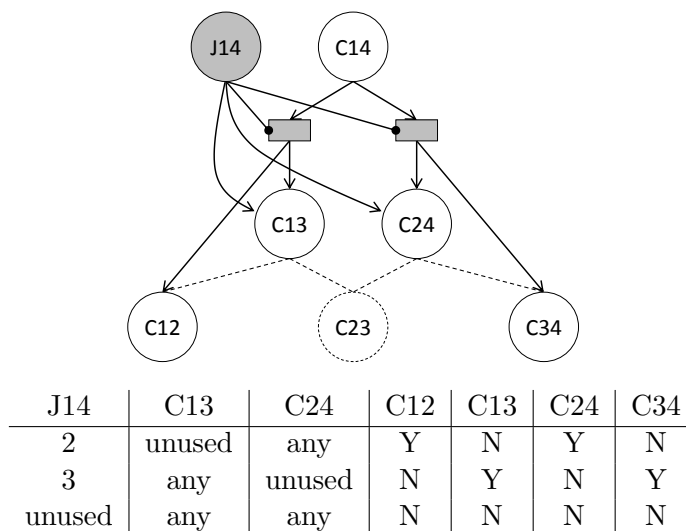 J14 C14
C13 C24
C12 C23 C34
J14 C13 C24 C12 C13 C24 C34
2 unused any Y N Y N
3 any unused N Y N Y
unused any any N N N N